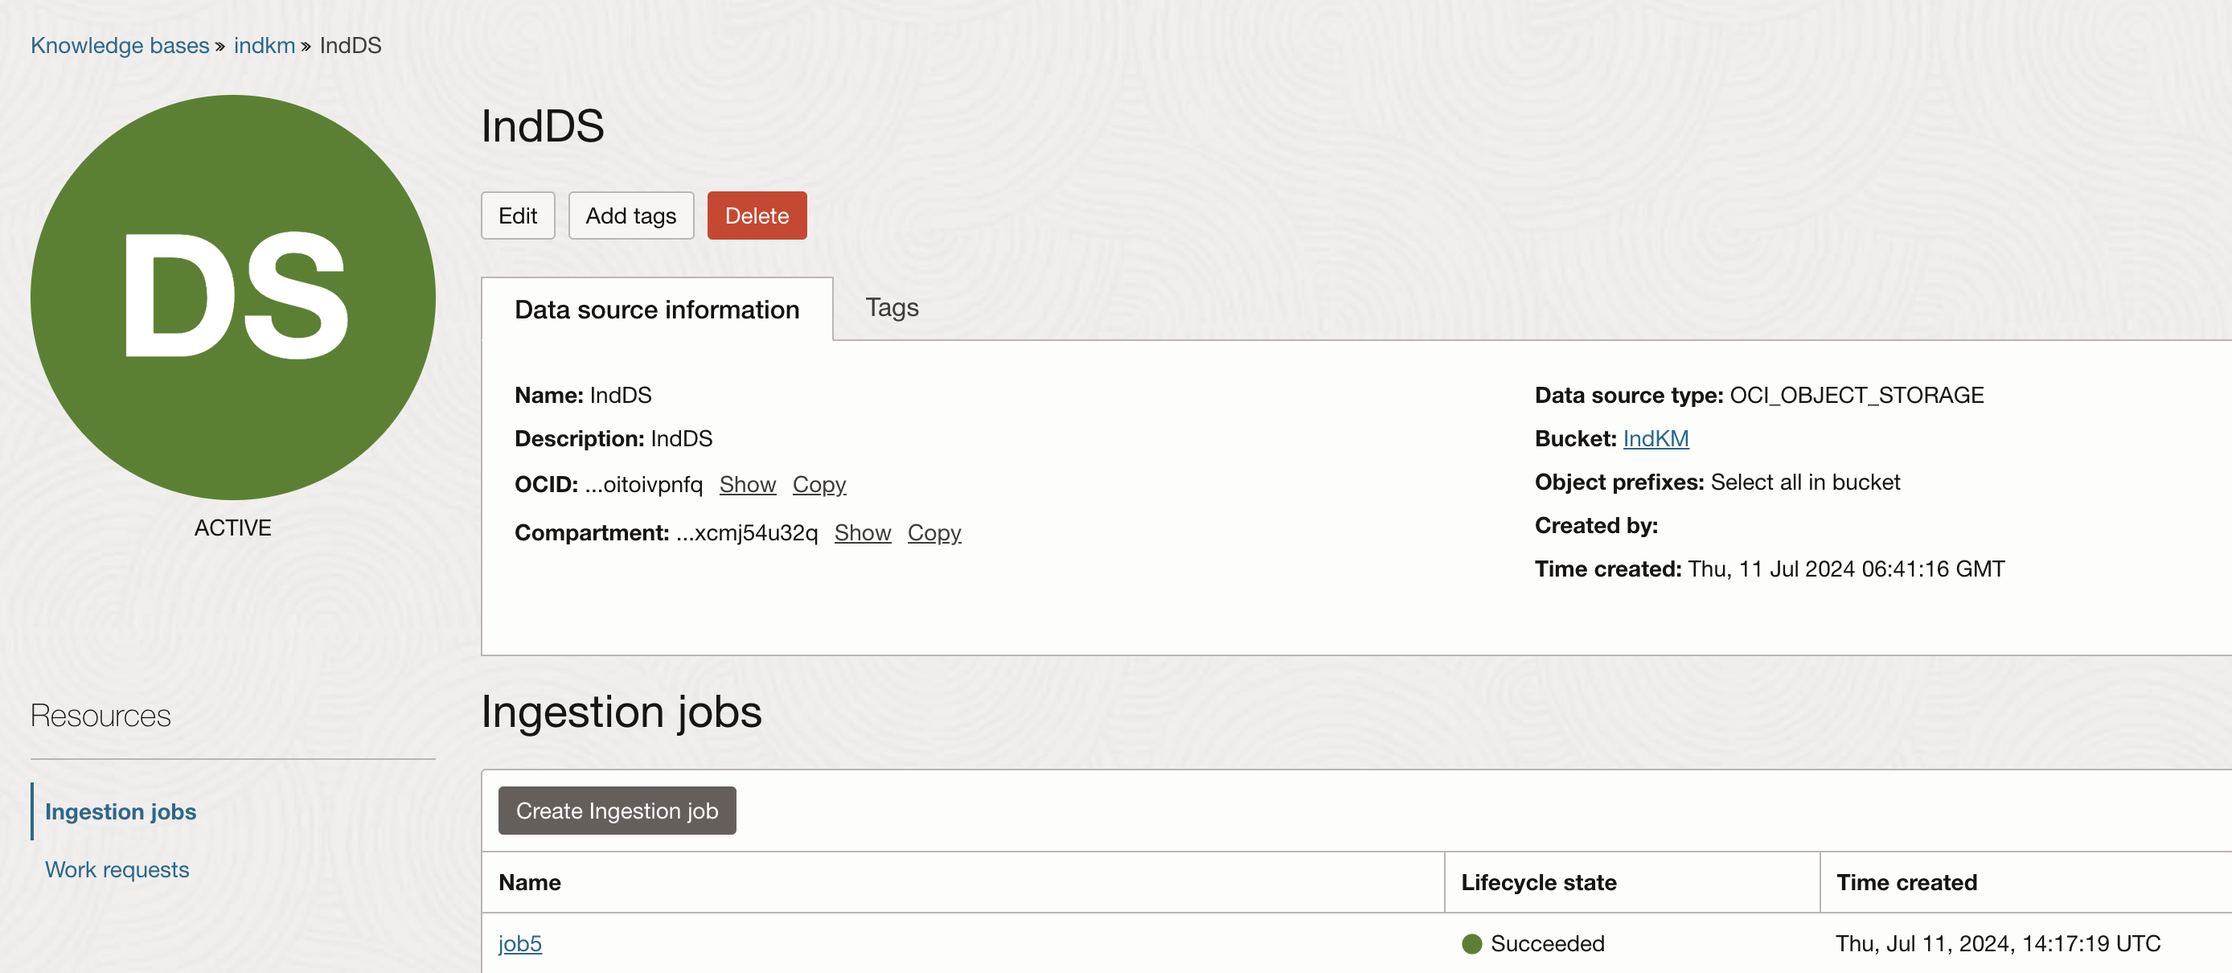 Knowledge bases » indkm » IndDS
DS
ACTIVE
IndDS
Edit Add tags Delete
Data source information Tags
Name: IndDS
Description: IndDS
OCID: ...oitoivpnfq Show Copy
Compartment: ...xcmj54u32q Show Copy
Data source type: OCI_OBJECT_STORAGE
Bucket: IndKM
Object prefixes: Select all in bucket
Created by:
Time created: Thu, 11 Jul 2024 06:41:16 GMT
Resources
Ingestion jobs
Work requests
Ingestion jobs
Create Ingestion job
Name Lifecycle state Time created
job5 Succeeded Thu, Jul 11, 2024, 14:17:19 UTC